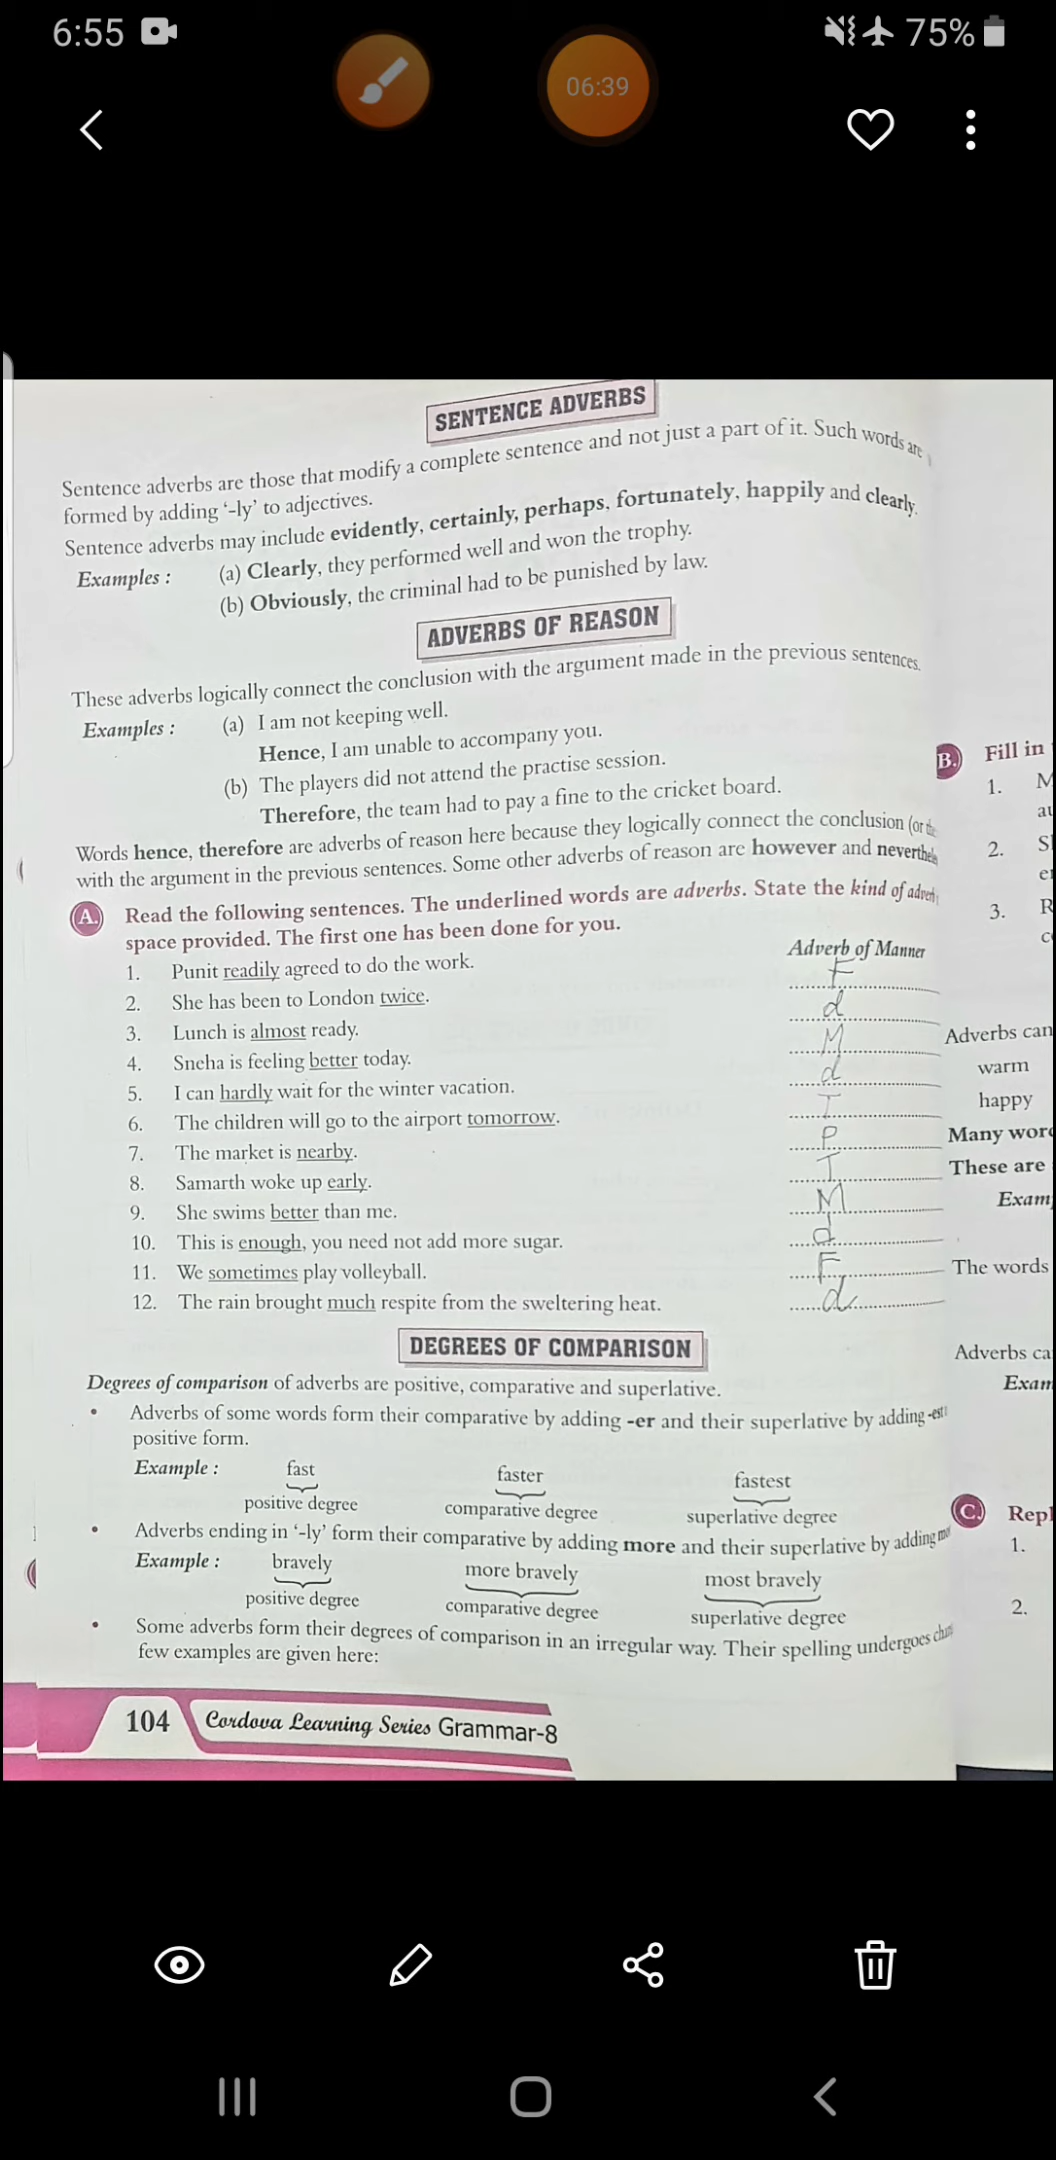 6:55
75%
06:39
SENTENCE ADVERBS
Sentence adverbs are those that modify a complete sentence and not just a part of it. Such words are
formed by adding ‘-ly’ to adjectives.
Sentence adverbs may include evidently, certainly, perhaps, fortunately, happily and clearly.
Examples : (a) Clearly, they performed well and won the trophy.
(b) Obviously, the criminal had to be punished by law.
ADVERBS OF REASON
These adverbs logically connect the conclusion with the argument made in the previous sentences.
Examples : (a) I am not keeping well.
Hence, I am unable to accompany you.
(b) The players did not attend the practise session.
Therefore, the team had to pay a fine to the cricket board.
Words hence, therefore are adverbs of reason here because they logically connect the conclusion (or
with the argument in the previous sentences. Some other adverbs of reason are however and
A. Read the following sentences. The underlined words are adverbs. State the kind of
space provided. The first one has been done for you.
1. Punit readily agreed to do the work. Adverb of Manner
2. She has been to London twice. F
3. Lunch is almost ready. d
4. Sneha is feeling better today. M
5. I can hardly wait for the winter vacation. d
6. The children will go to the airport tomorrow. T
7. The market is nearby. P
8. Samarth woke up early. T
9. She swims better than me. M
10. This is enough, you need not add more sugar. d
11. We sometimes play volleyball. F
12. The rain brought much respite from the sweltering heat. d
DEGREES OF COMPARISON
Degrees of comparison of adverbs are positive, comparative and superlative.
• Adverbs of some words form their comparative by adding -er and their superlative by adding -est
positive form.
Example : fast faster fastest
positive degree comparative degree superlative degree
• Adverbs ending in ‘-ly’ form their comparative by adding more and their superlative by adding
Example : bravely more bravely most bravely
positive degree comparative degree superlative degree
• Some adverbs form their degrees of comparison in an irregular way. Their spelling undergoes
few examples are given here:
104 Cordova Learning Series Grammar-8
B. Fill in
1. M
2.
3. R
Adverbs can
warm
happy
Many
These are
The words
Adverbs
C.
1.
2.